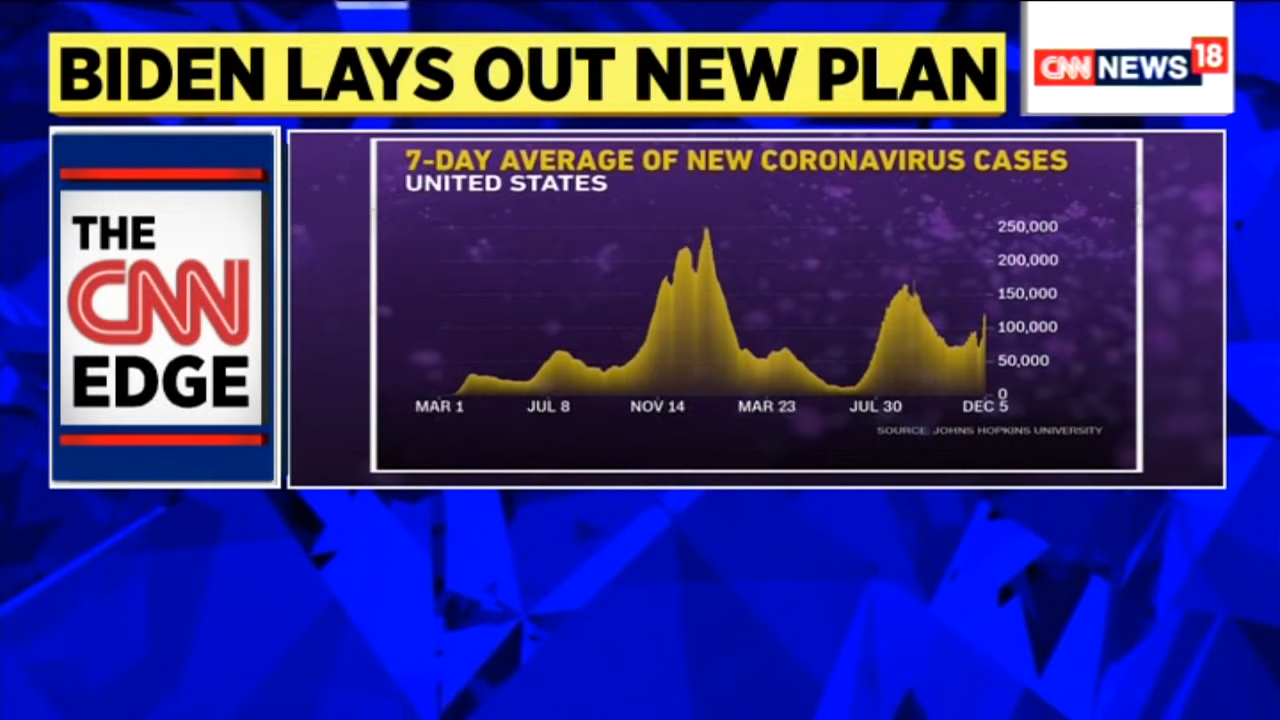 BIDEN LAYS OUT NEW PLAN
CNN NEWS 18
THE
CNN
EDGE
7-DAY AVERAGE OF NEW CORONAVIRUS CASES
UNITED STATES
250,000
200,000
150,000
100,000
50,000
0
MAR 1 JUL 8 NOV 14 MAR 23 JUL 30 DEC 5
SOURCE: JOHNS HOPKINS UNIVERSITY